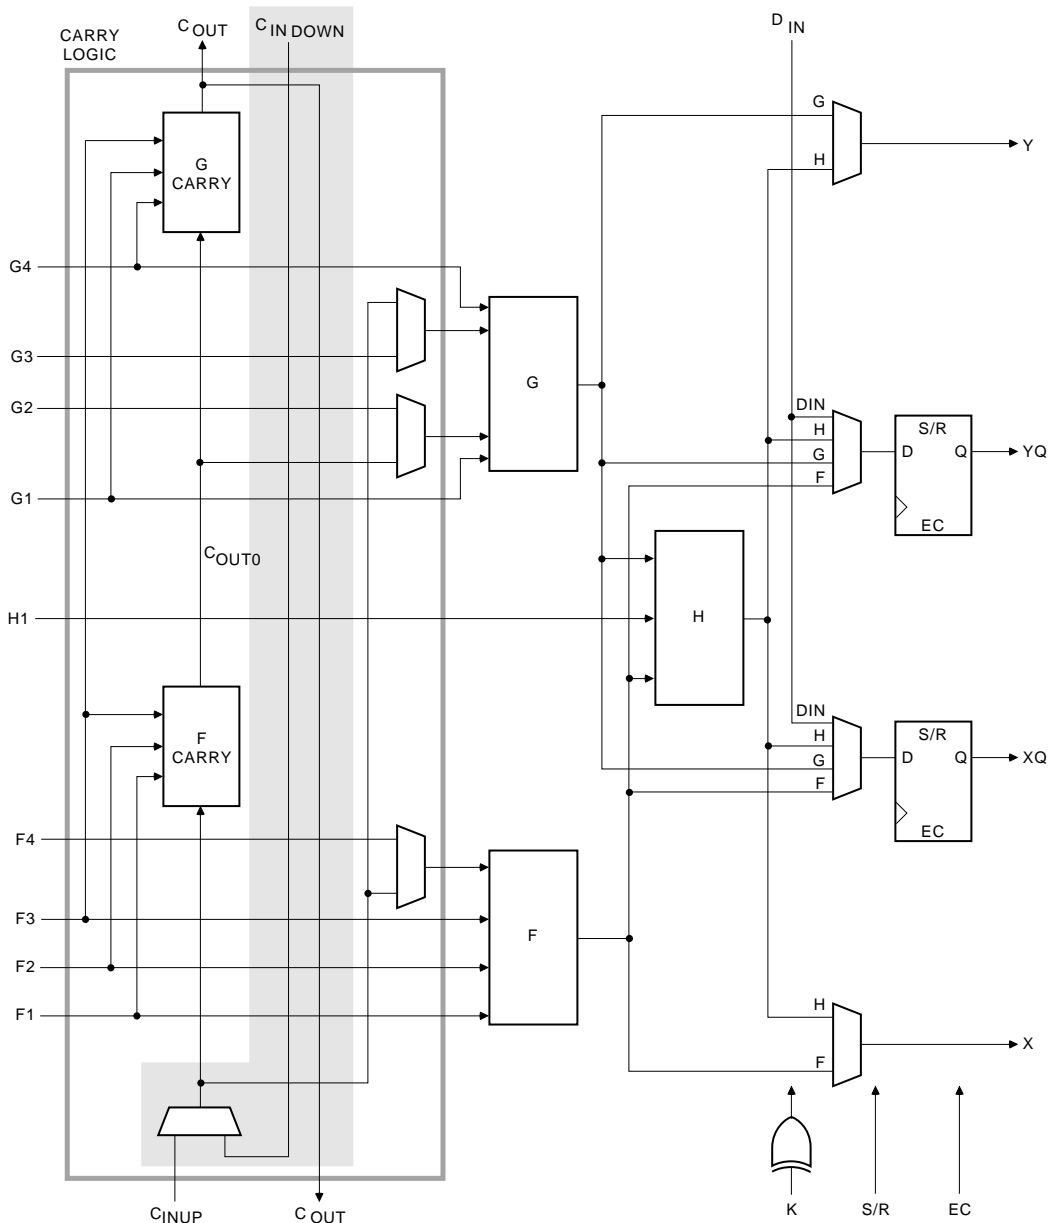 C OUT
C IN DOWN
D IN
CARRY
LOGIC
G
G
CARRY
H
Y
G4
G3
G
G2
DIN
S/R
H
D Q
YQ
G
F
G1
EC
C OUT0
H1
H
F
CARRY
DIN
S/R
H
D Q
XQ
G
F
EC
F4
F3
F
F2
F1
H
X
F
C INUP
C OUT
K
S/R
EC